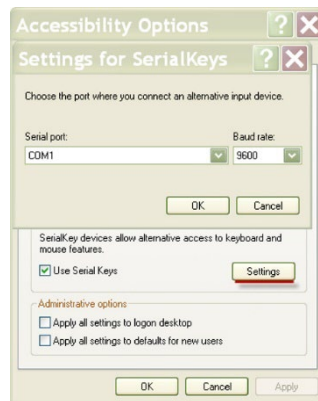 Accessibility Options
Settings for SerialKeys
Choose the port where you connect an alternative input device.
Serial port:
Baud rate:
COM1
9600
OK
Cancel
SerialKey devices allow alternative access to keyboard and
mouse features.
Use Serial Keys
Settings
Administrative options
Apply all settings to logon desktop
Apply all settings to defaults for new users
OK
Cancel
Apply